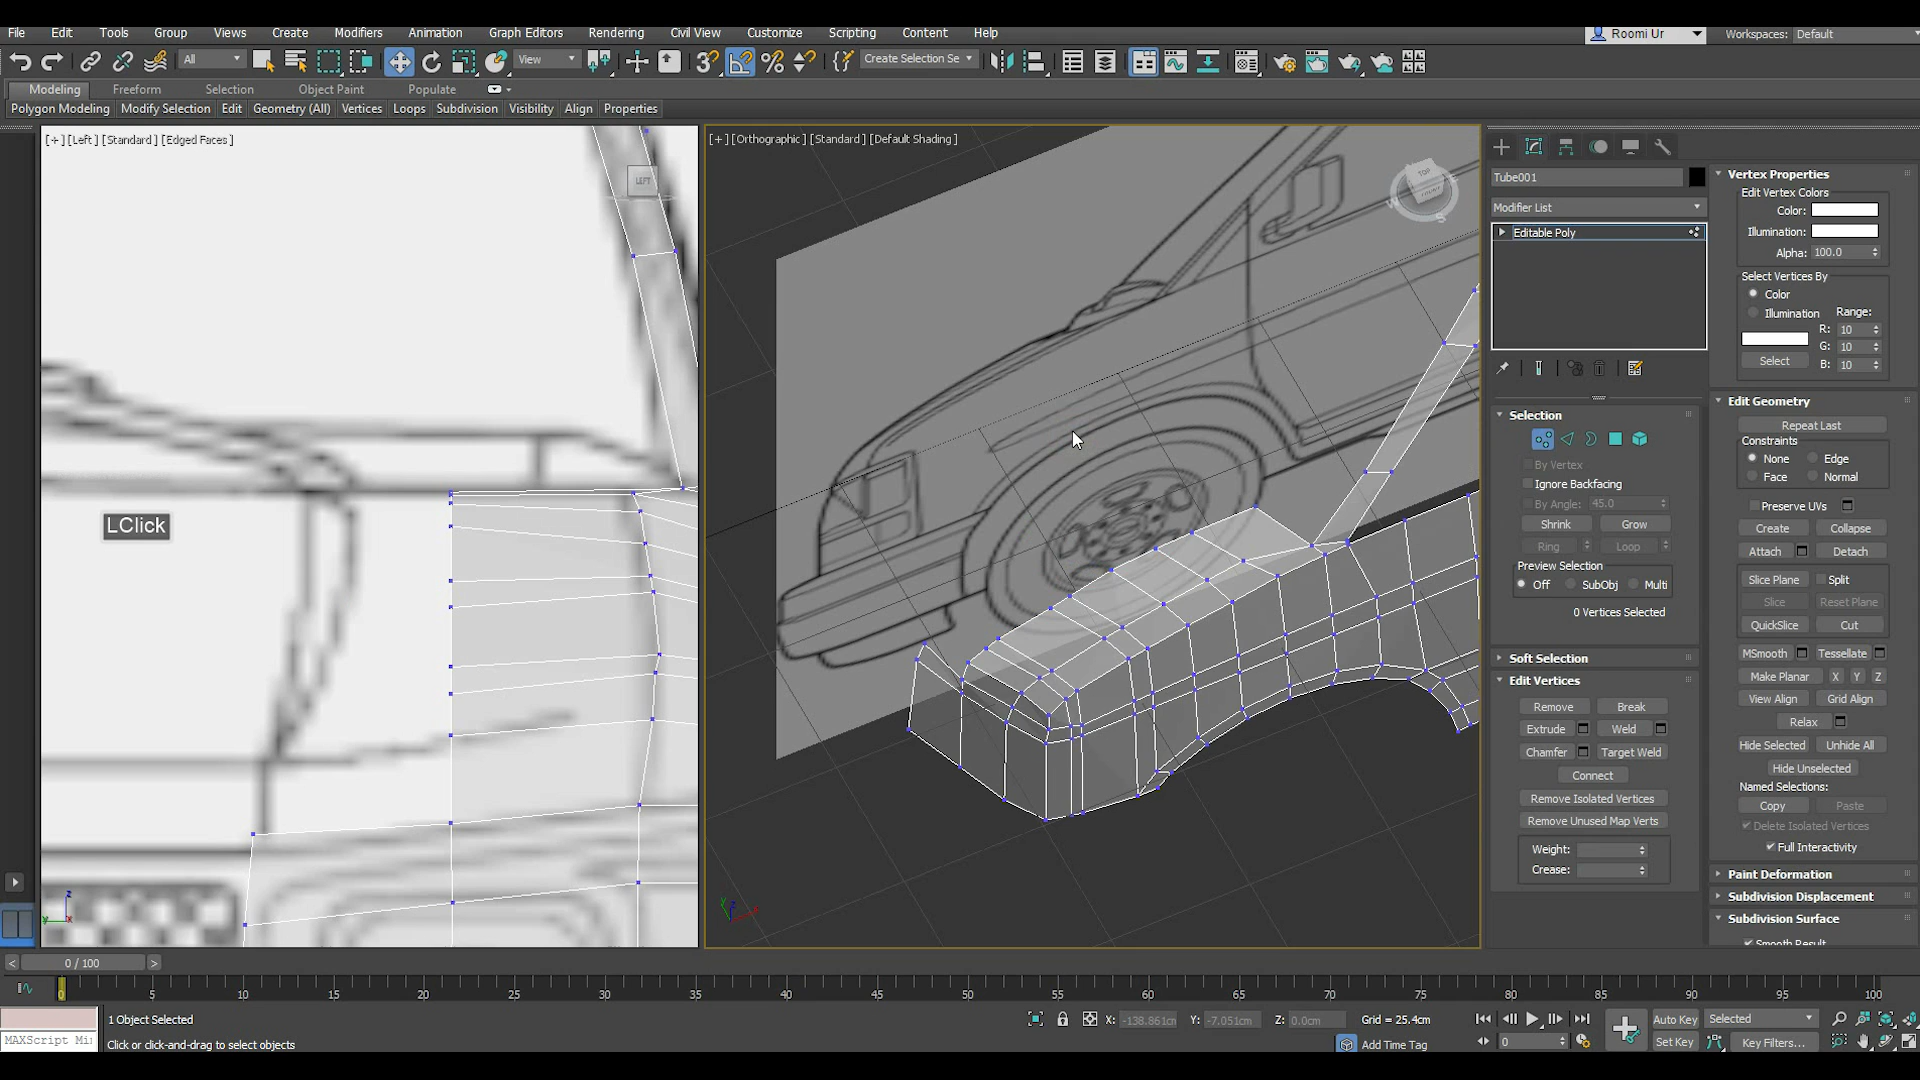 File Edit Tools Group Views Create Modifiers Animation Graph Editors Rendering Civil View Customize Scripting Content Help
Roomi Ur Workspaces: Default
All View Create Selection Se
Modeling Freeform Selection Object Paint Populate
Polygon Modeling Modify Selection Edit Geometry (All) Vertices Loops Subdivision Visibility Align Properties
[+] [Left] [Standard] [Edged Faces]
LEFT
LClick
[+] [Orthographic] [Standard] [Default Shading]
TOP
FRONT
W
S
Tube001
Modifier List
Editable Poly
Selection
By Vertex
Ignore Backfacing
By Angle: 45.0
Shrink Grow
Ring Loop
Preview Selection
Off SubObj Multi
0 Vertices Selected
Soft Selection
Edit Vertices
Remove Break
Extrude Weld
Chamfer Target Weld
Connect
Remove Isolated Vertices
Remove Unused Map Verts
Weight:
Crease:
Vertex Properties
Edit Vertex Colors
Color:
Illumination:
Alpha: 100.0
Select Vertices By
Color
Illumination Range:
R: 10
G: 10
B: 10
Select
Edit Geometry
Repeat Last
Constraints
None Edge
Face Normal
Preserve UVs
Create Collapse
Attach Detach
Slice Plane Split
Slice Reset Plane
QuickSlice Cut
MSmooth Tessellate
Make Planar X Y Z
View Align Grid Align
Relax
Hide Selected Unhide All
Hide Unselected
Named Selections:
Copy Paste
Delete Isolated Vertices
Full Interactivity
Paint Deformation
Subdivision Displacement
Subdivision Surface
Smooth Result
< 0 / 100 >
0 5 10 15 20 25 30 35 40 45 50 55 60 65 70 75 80 85 90 95 100
1 Object Selected X: -138.861cm Y: -7.051cm Z: 0.0cm Grid = 25.4cm Auto Key Selected
MAXScript Mi Click or click-and-drag to select objects Add Time Tag 0 Set Key Key Filters...